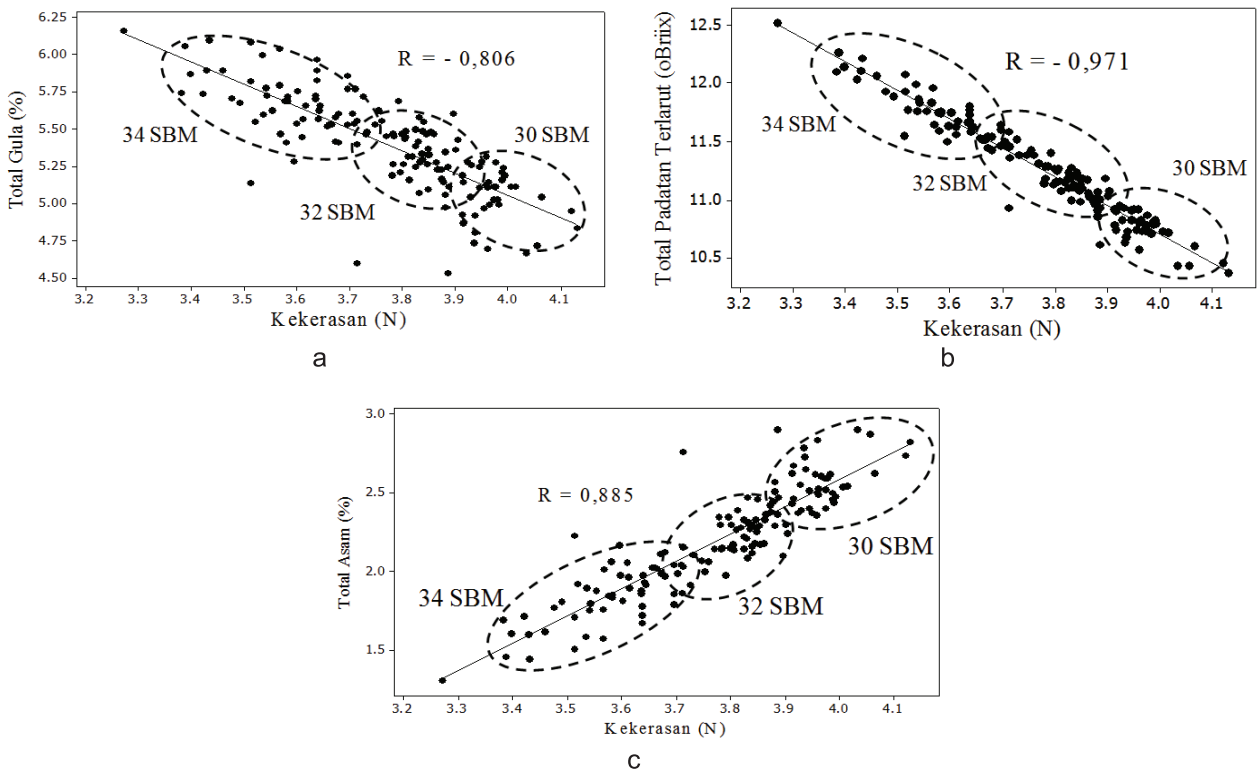 6.25
6.00
5.75
5.50
5.25
5.00
4.75
4.50
Total Gula (%)
R = - 0,806
34 SBM
32 SBM
30 SBM
3.2 3.3 3.4 3.5 3.6 3.7 3.8 3.9 4.0 4.1
Kekerasan (N)
a
12.5
12.0
11.5
11.0
10.5
Total Padatan Terlarut (oBriix)
R = - 0,971
34 SBM
32 SBM
30 SBM
3.2 3.3 3.4 3.5 3.6 3.7 3.8 3.9 4.0 4.1
Kekerasan (N)
b
3.0
2.5
2.0
1.5
Total Asam (%)
R = 0,885
34 SBM
32 SBM
30 SBM
3.2 3.3 3.4 3.5 3.6 3.7 3.8 3.9 4.0 4.1
Kekerasan (N)
c